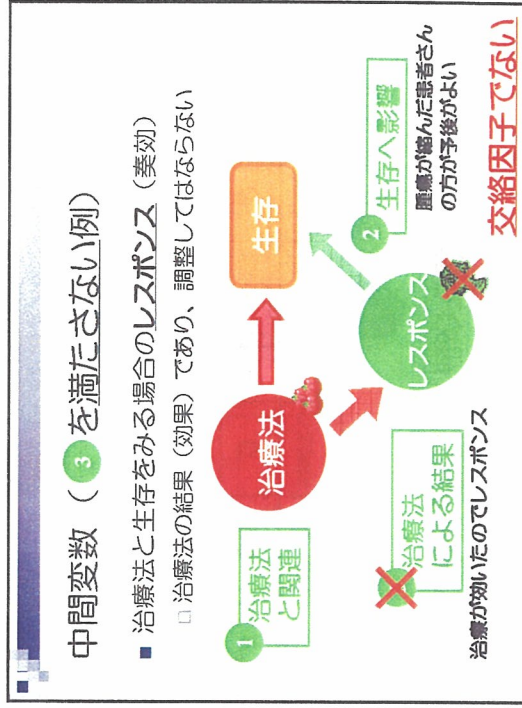 中間変数（③を満たさない例）
■ 治療法と生存をみる場合のレスポンス（奏効）
□ 治療法の結果（効果）であり、調整してはならない
① 治療法
と関連
治療法
生存
レスポンス
② 生存へ影響
腫瘍が縮んだ患者さん
の方が予後がよい
治療法
による結果
治療が効いたのでレスポンス
交絡因子でない